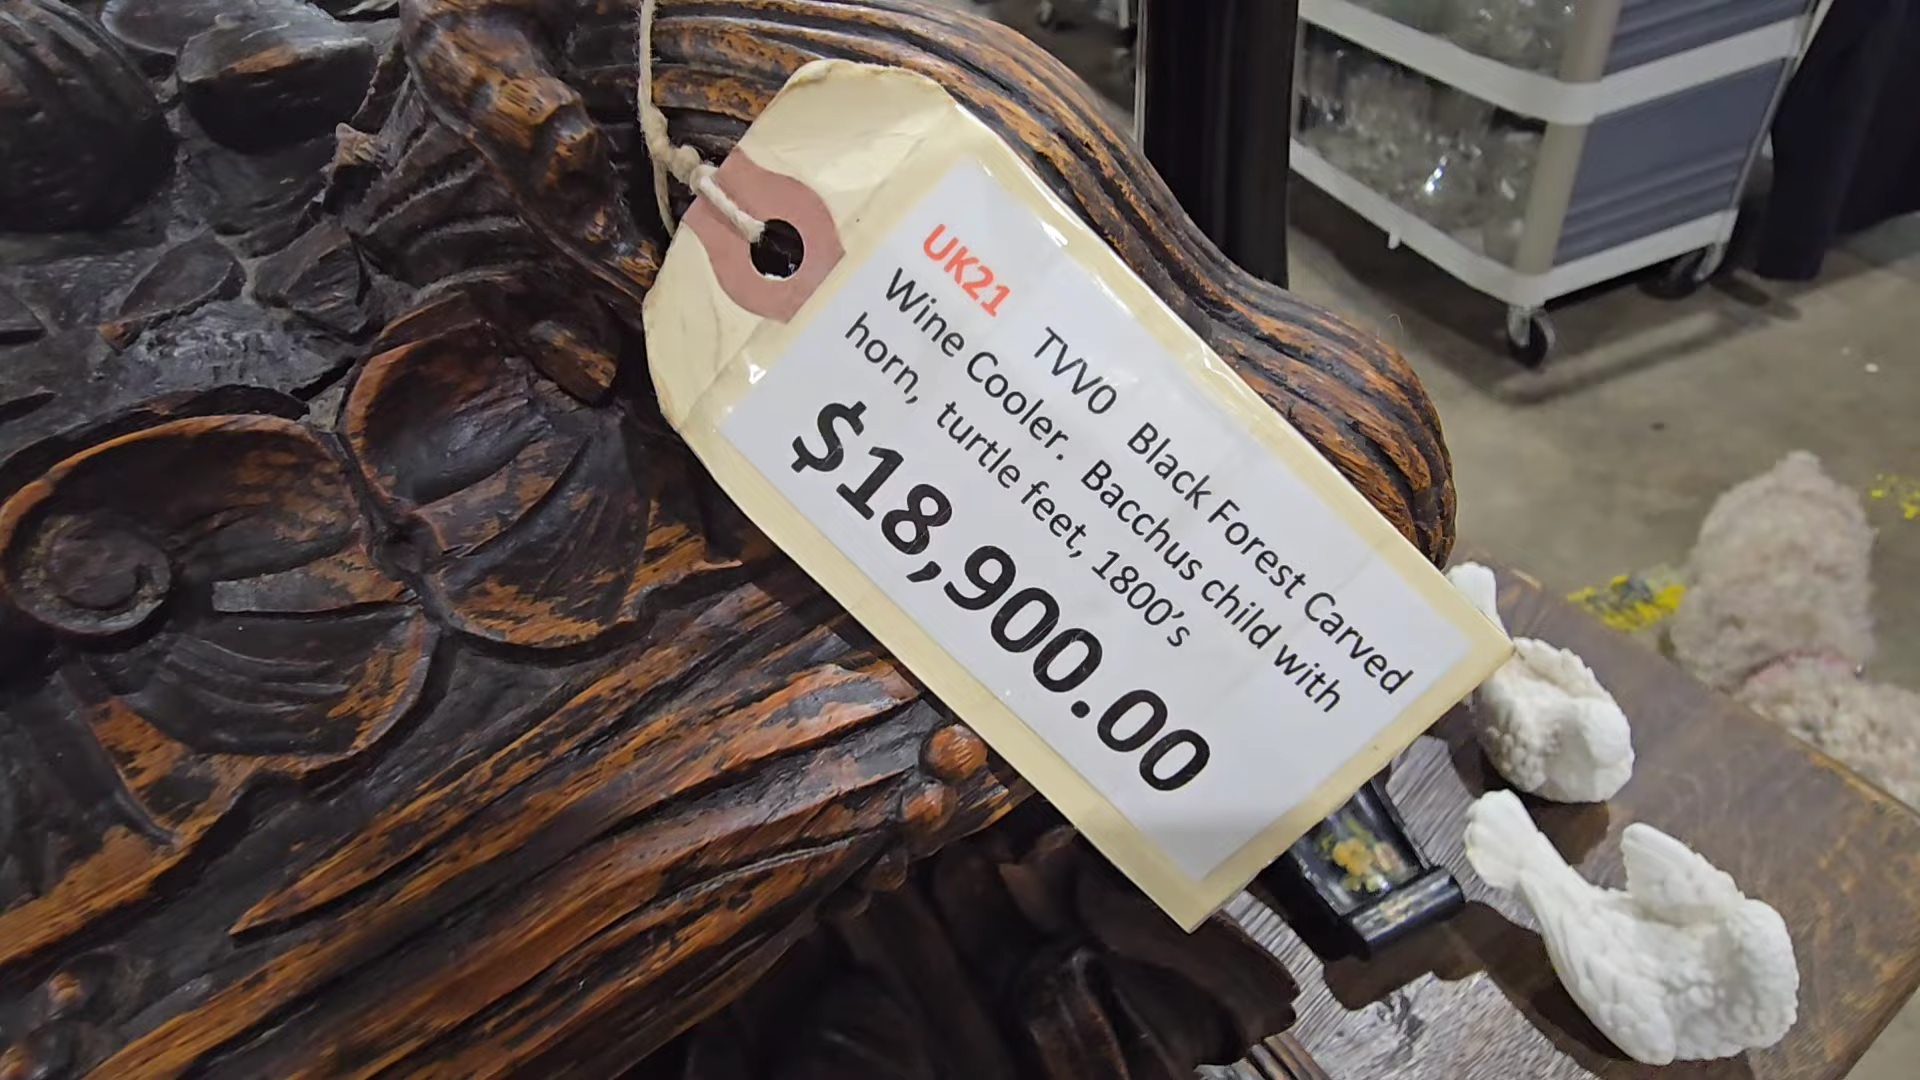 UK21 TVV0 Black Forest Carved
Wine Cooler. Bacchus child with
horn, turtle feet, 1800's
$18,900.00